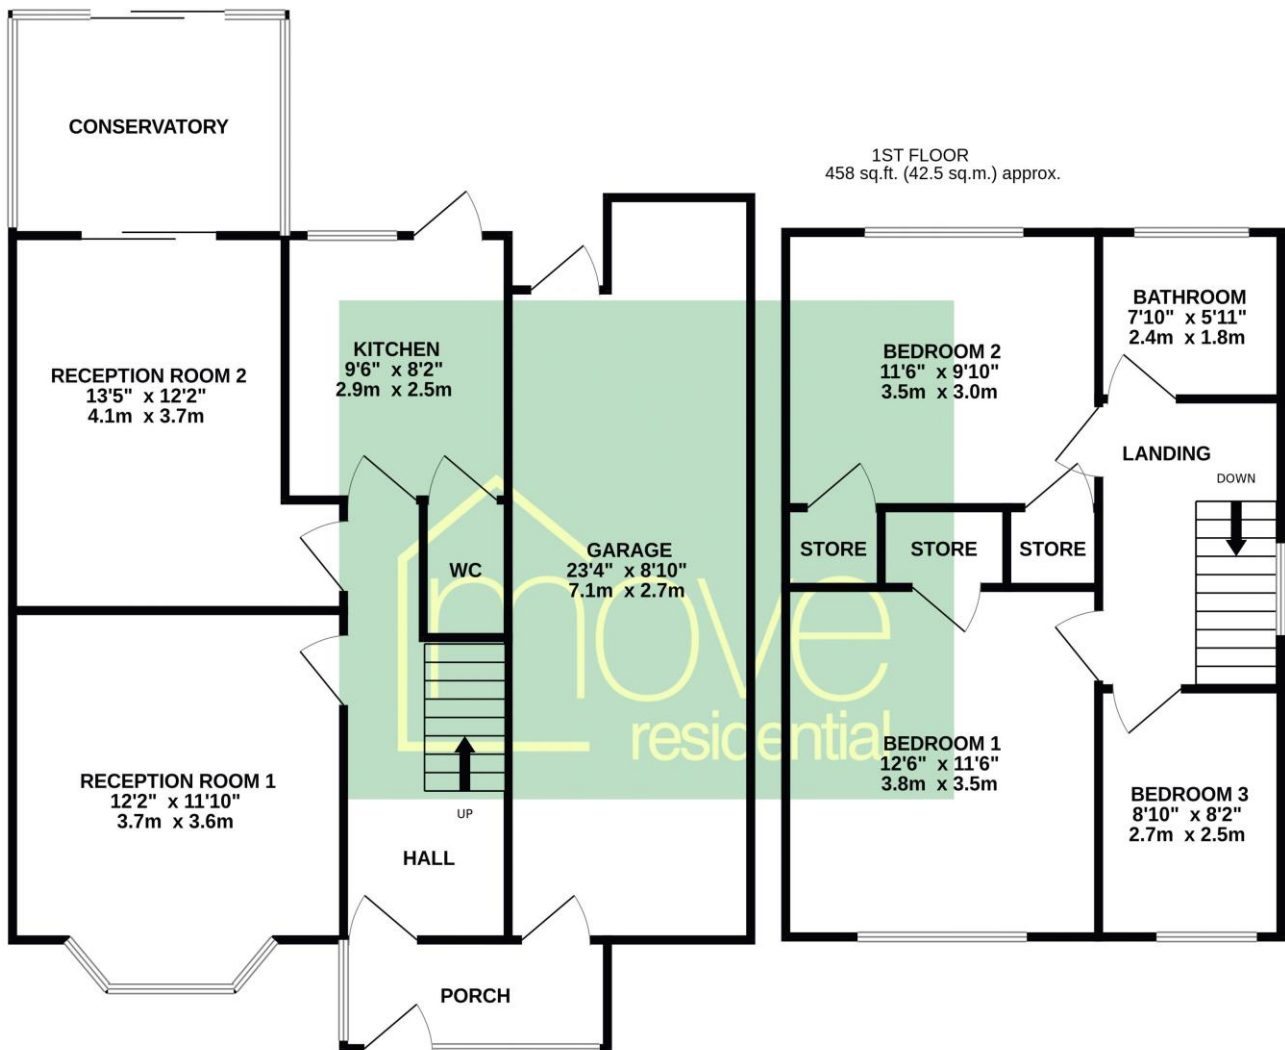 CONSERVATORY
1ST FLOOR
458 sq.ft. (42.5 sq.m.) approx.
RECEPTION ROOM 2
13'5" x 12'2"
4.1m x 3.7m
KITCHEN
9'6" x 8'2"
2.9m x 2.5m
WC
GARAGE
23'4" x 8'10"
7.1m x 2.7m
RECEPTION ROOM 1
12'2" x 11'10"
3.7m x 3.6m
UP
HALL
PORCH
BEDROOM 2
11'6" x 9'10"
3.5m x 3.0m
BATHROOM
7'10" x 5'11"
2.4m x 1.8m
LANDING
DOWN
STORE
STORE
STORE
BEDROOM 1
12'6" x 11'6"
3.8m x 3.5m
BEDROOM 3
8'10" x 8'2"
2.7m x 2.5m
move
residential